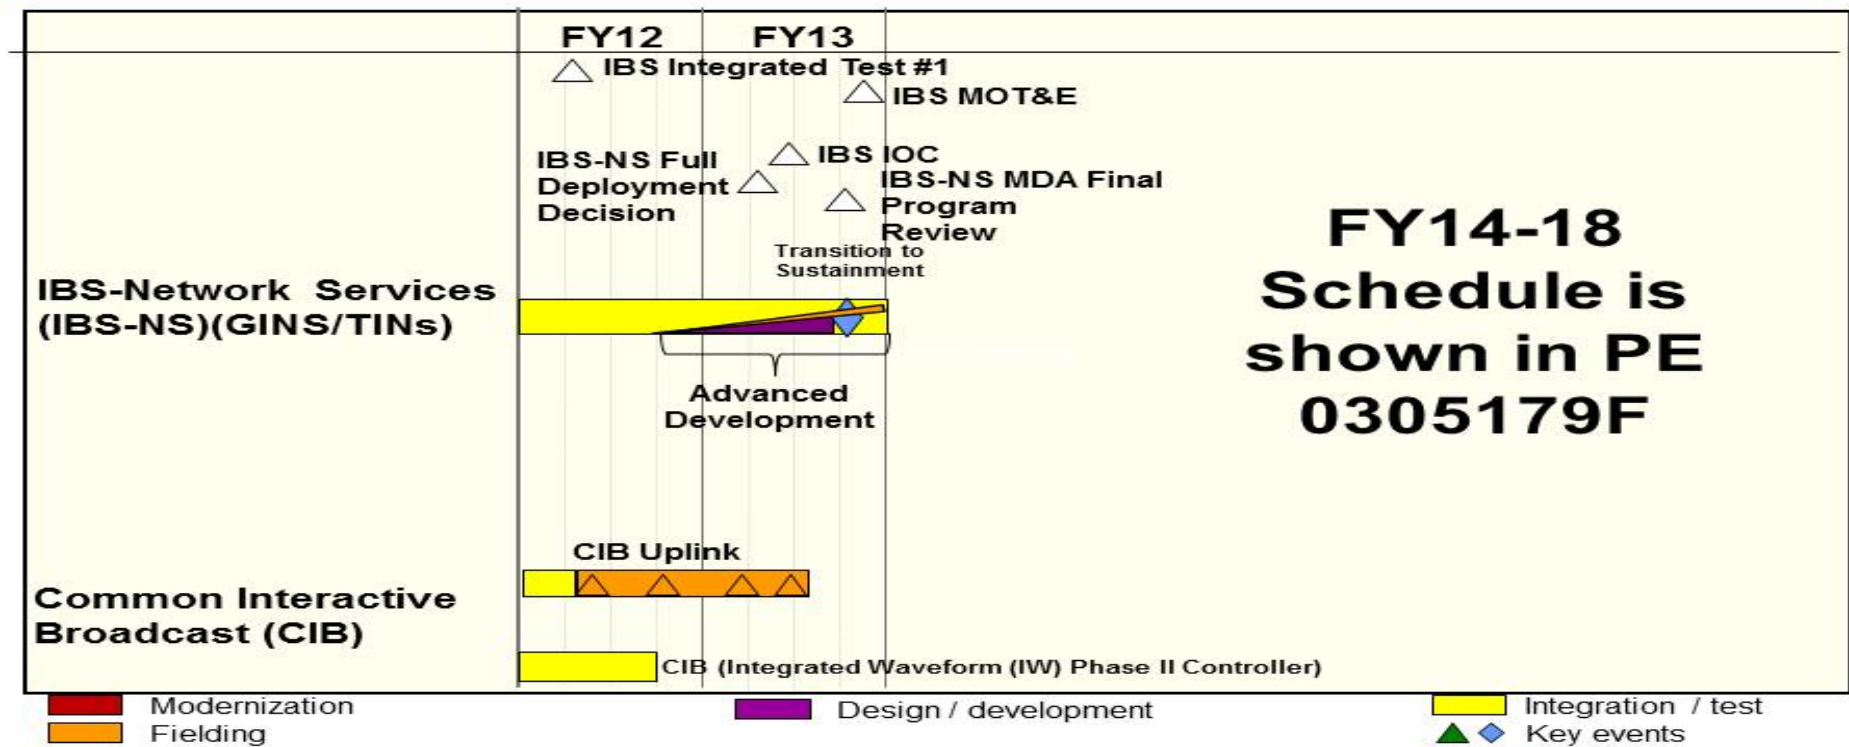 FY12 FY13
IBS Integrated Test #1
IBS MOT&E
IBS IOC
IBS-NS Full
Deployment
Decision
IBS-NS MDA Final
Program
Review
Transition to
Sustainment
IBS-Network Services
(IBS-NS)(GINS/TINs)
Advanced
Development
FY14-18
Schedule is
shown in PE
0305179F
CIB Uplink
Common Interactive
Broadcast (CIB)
CIB (Integrated Waveform (IW) Phase II Controller)
Modernization
Fielding
Design / development
Integration / test
Key events